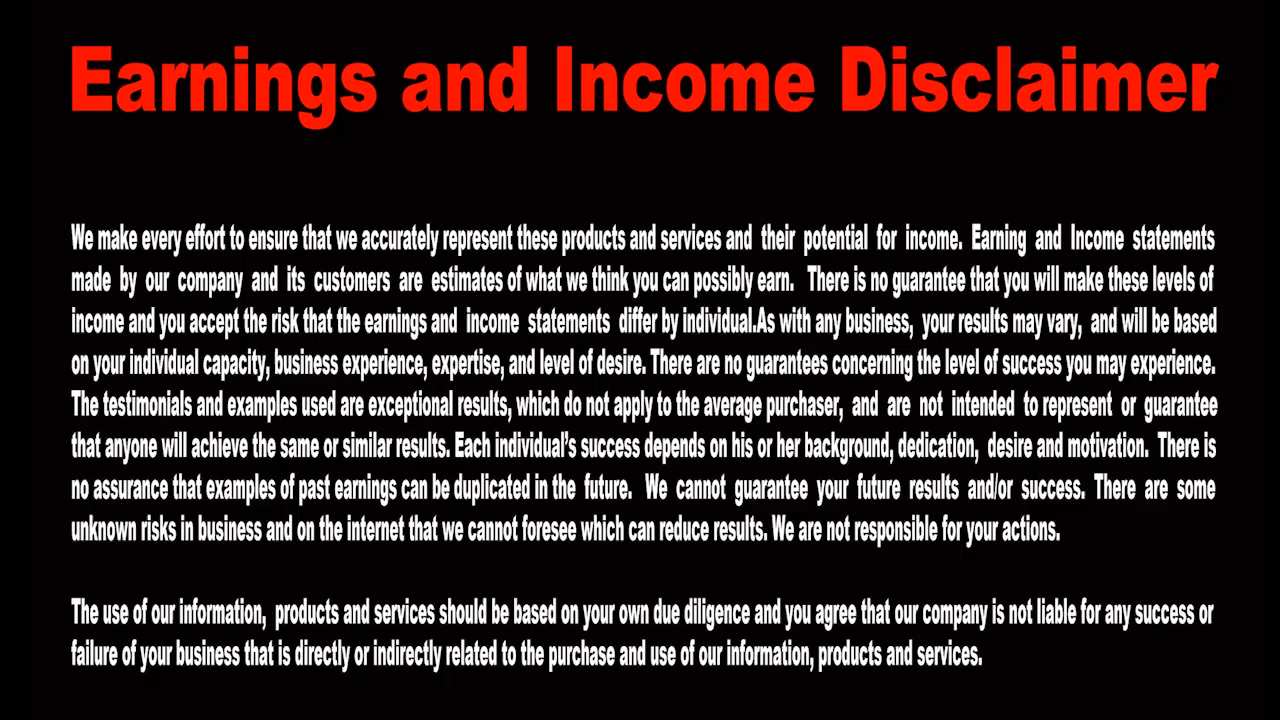 Earnings and Income Disclaimer
We make every effort to ensure that we accurately represent these products and services and their potential for income. Earning and Income statements
made by our company and its customers are estimates of what we think you can possibly earn. There is no guarantee that you will make these levels of
income and you accept the risk that the earnings and income statements differ by individual.As with any business, your results may vary, and will be based
on your individual capacity, business experience, expertise, and level of desire. There are no guarantees concerning the level of success you may experience.
The testimonials and examples used are exceptional results, which do not apply to the average purchaser, and are not intended to represent or guarantee
that anyone will achieve the same or similar results. Each individual’s success depends on his or her background, dedication, desire and motivation. There is
no assurance that examples of past earnings can be duplicated in the future. We cannot guarantee your future results and/or success. There are some
unknown risks in business and on the internet that we cannot foresee which can reduce results. We are not responsible for your actions.
The use of our information, products and services should be based on your own due diligence and you agree that our company is not liable for any success or
failure of your business that is directly or indirectly related to the purchase and use of our information, products and services.